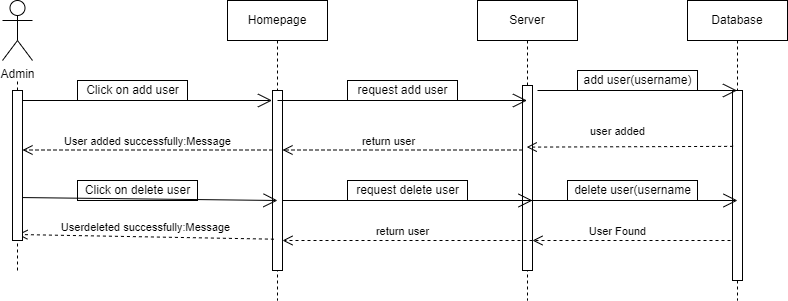 Homepage
Server
Database
Admin
Click on add user
request add user
add user(username)
User added successfully:Message
return user
user added
Click on delete user
request delete user
delete user(username
Userdeleted successfully:Message
return user
User Found